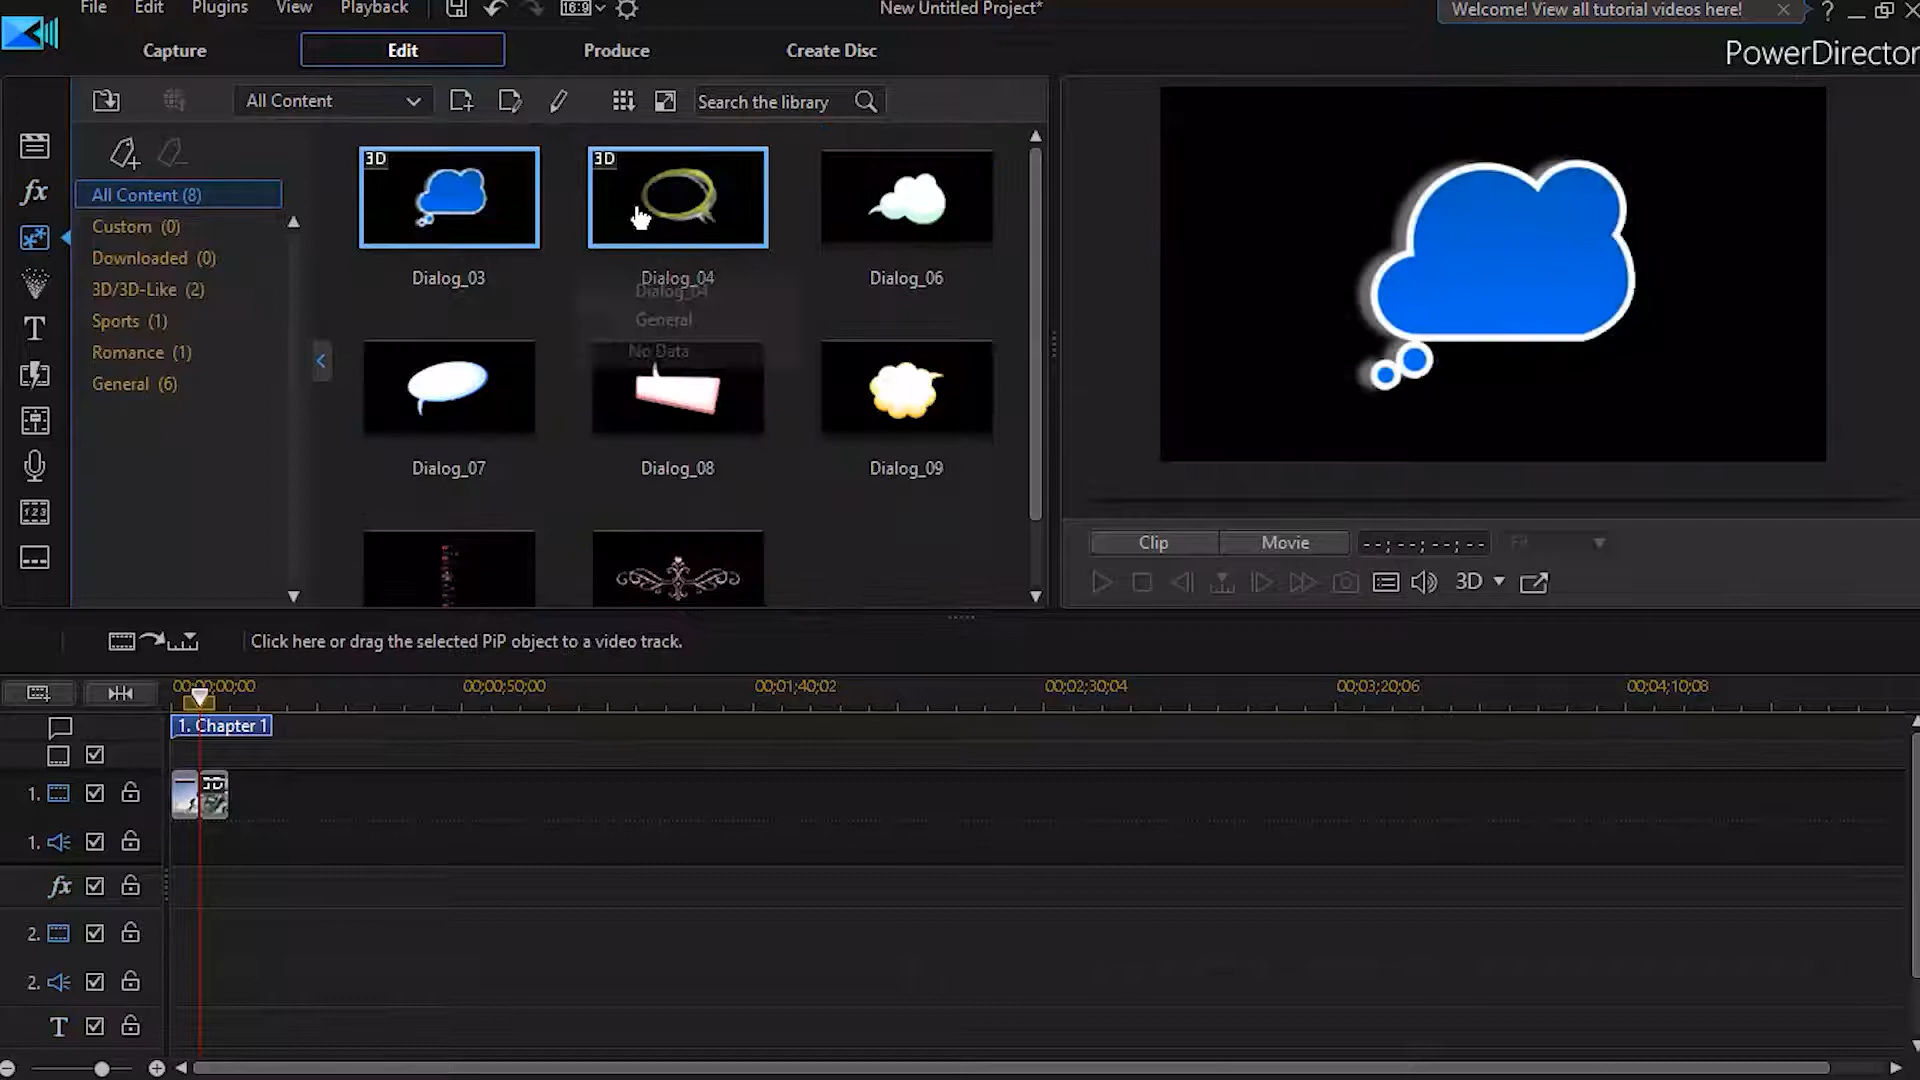 File Edit Plugins View Playback 16:9 New Untitled Project* Welcome! View all tutorial videos here! ?
Capture Edit Produce Create Disc PowerDirector
All Content Search the library
All Content (8)
Custom (0)
Downloaded (0)
3D/3D-Like (2)
Sports (1)
Romance (1)
General (6)
fx
T
123
3D 3D
Dialog_03 Dialog_04 Dialog_06
Dialog_04
General
No Data
Dialog_07 Dialog_08 Dialog_09
Clip Movie --;--;--;-- Fit
3D
Click here or drag the selected PiP object to a video track.
00;00;00;00 00;00;50;00 00;01;40;02 00;02;30;04 00;03;20;06 00;04;10;08
1. Chapter 1
1. 3D
1.
fx
2.
2.
T